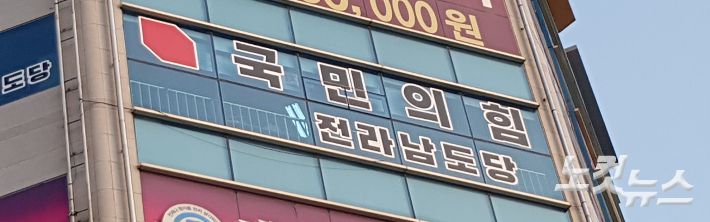 00,000원
국민의힘
도당
전라남도당
노컷뉴스